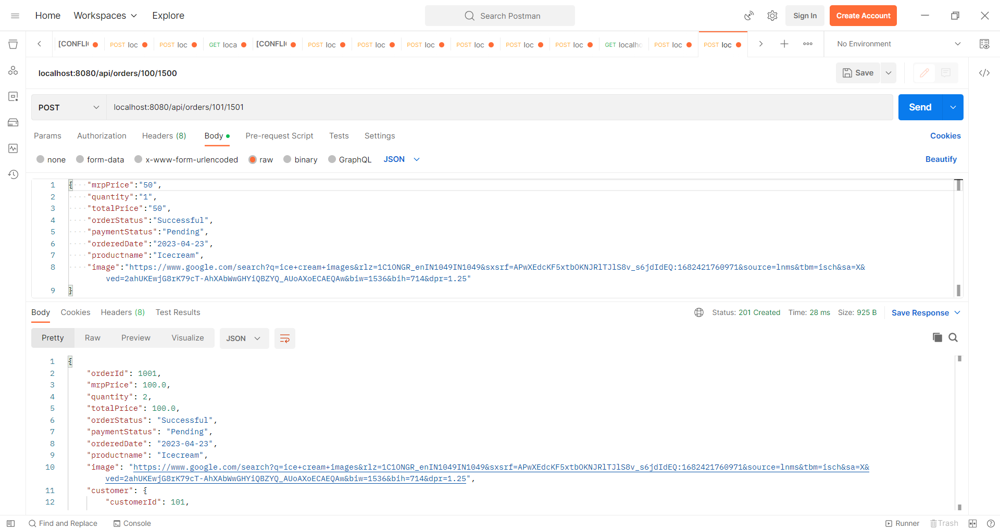 Home Workspaces Explore Search Postman Sign In Create Account
[CONFLI POST loc POST loc GET loca [CONFLI POST loc POST loc POST loc POST loc POST loc POST loc GET localho POST loc POST loc No Environment
localhost:8080/api/orders/100/1500 Save
POST localhost:8080/api/orders/101/1501 Send
Params Authorization Headers (8) Body Pre-request Script Tests Settings Cookies
none form-data x-www-form-urlencoded raw binary GraphQL JSON Beautify
1 { "mrpPrice":"50",
2 "quantity":"1",
3 "totalPrice":"50",
4 "orderStatus":"Successful",
5 "paymentStatus":"Pending",
6 "orderedDate":"2023-04-23",
7 "productname":"Icecream",
8 "image":"https://www.google.com/search?q=ice+cream+images&rlz=1C1ONGR_enIN1049IN1049&sxsrf=APwXEdcKF5xtbOKNJRlTJlS8v_s6jdIdEQ:1682421760971&source=lnms&tbm=isch&sa=X&
ved=2ahUKEwjG8rK79cT-AhXAbWwGHYiQBZYQ_AUoAXoECAEQAw&biw=1536&bih=714&dpr=1.25"
9 }
Body Cookies Headers (8) Test Results Status: 201 Created Time: 28 ms Size: 925 B Save Response
Pretty Raw Preview Visualize JSON
1 {
2 "orderId": 1001,
3 "mrpPrice": 100.0,
4 "quantity": 2,
5 "totalPrice": 100.0,
6 "orderStatus": "Successful",
7 "paymentStatus": "Pending",
8 "orderedDate": "2023-04-23",
9 "productname": "Icecream",
10 "image": "https://www.google.com/search?q=ice+cream+images&rlz=1C1ONGR_enIN1049IN1049&sxsrf=APwXEdcKF5xtbOKNJRlTJlS8v_s6jdIdEQ:1682421760971&source=lnms&tbm=isch&sa=X&
ved=2ahUKEwjG8rK79cT-AhXAbWwGHYiQBZYQ_AUoAXoECAEQAw&biw=1536&bih=714&dpr=1.25",
11 "customer": {
12 "customerId": 101,
Find and Replace Console Runner Trash